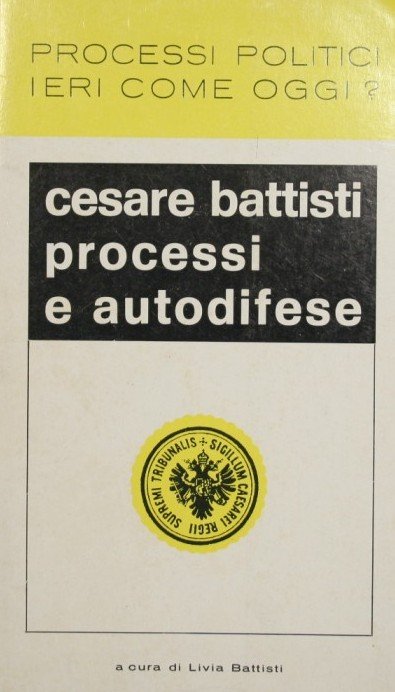 PROCESSI POLITICI
IERI COME OGGI?
cesare battisti
processi
e autodifese
SIGILLUM CAESAREI REGII SUPREMI TRIBUNALIS
a cura di Livia Battisti